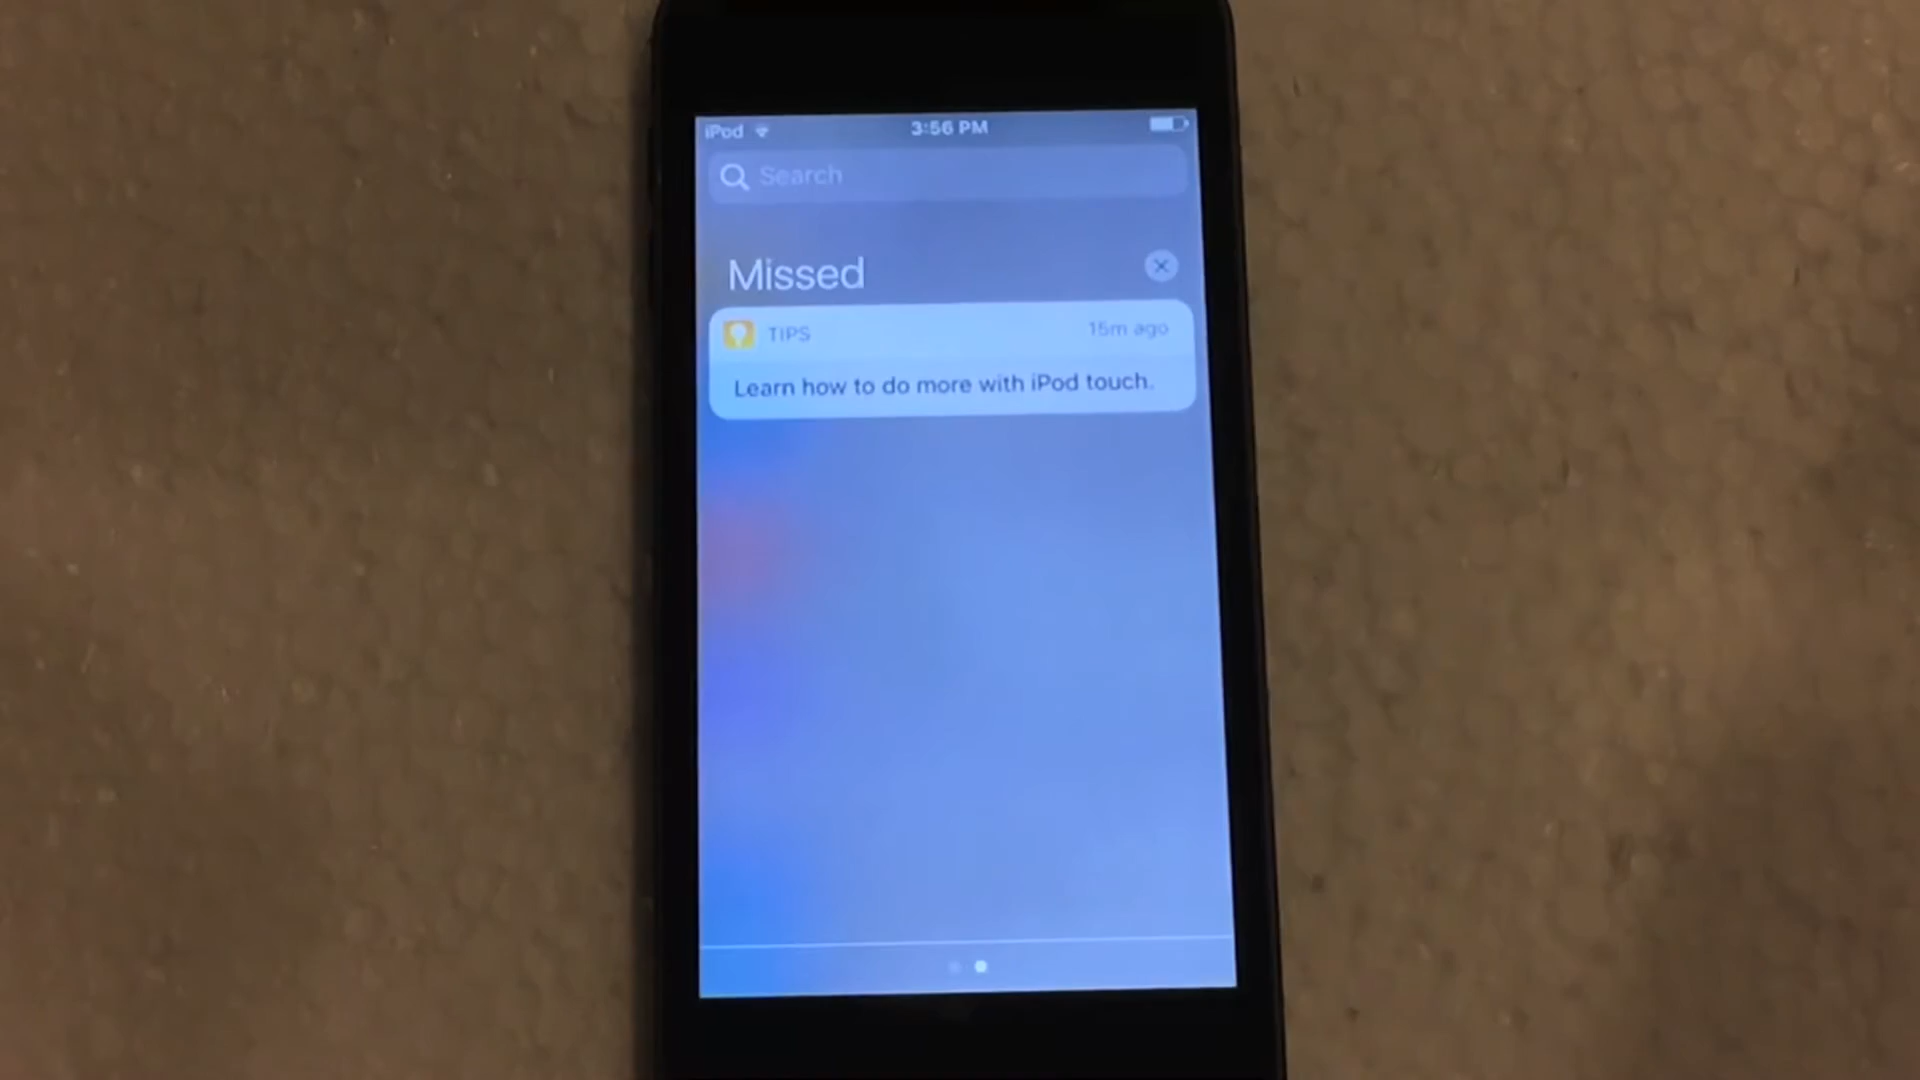 iPod 3:56 PM
Search
Missed
TIPS 15m ago
Learn how to do more with iPod touch.